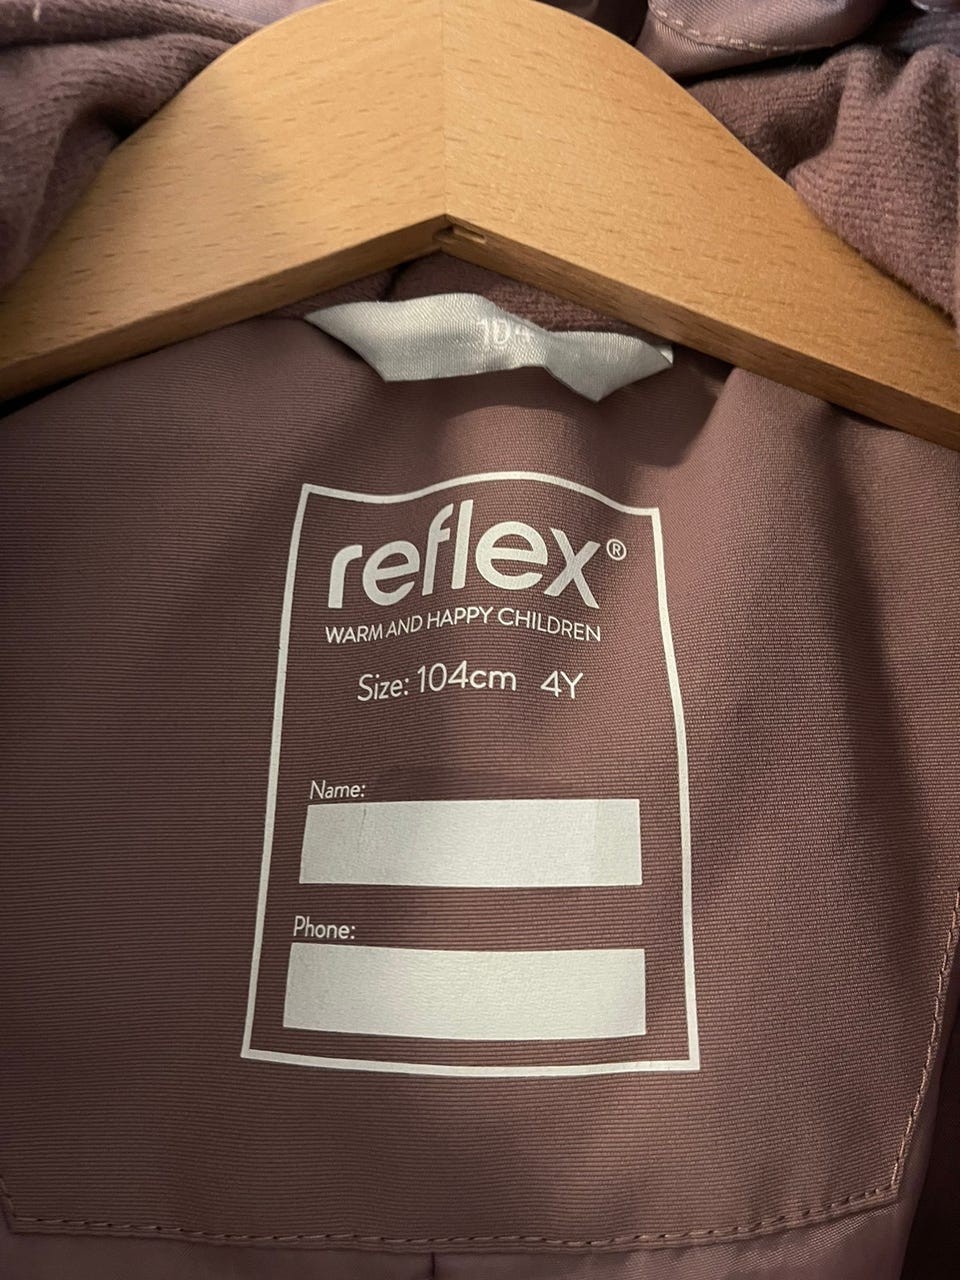 reflex®
WARM AND HAPPY CHILDREN
Size: 104cm 4Y
Name:
Phone: